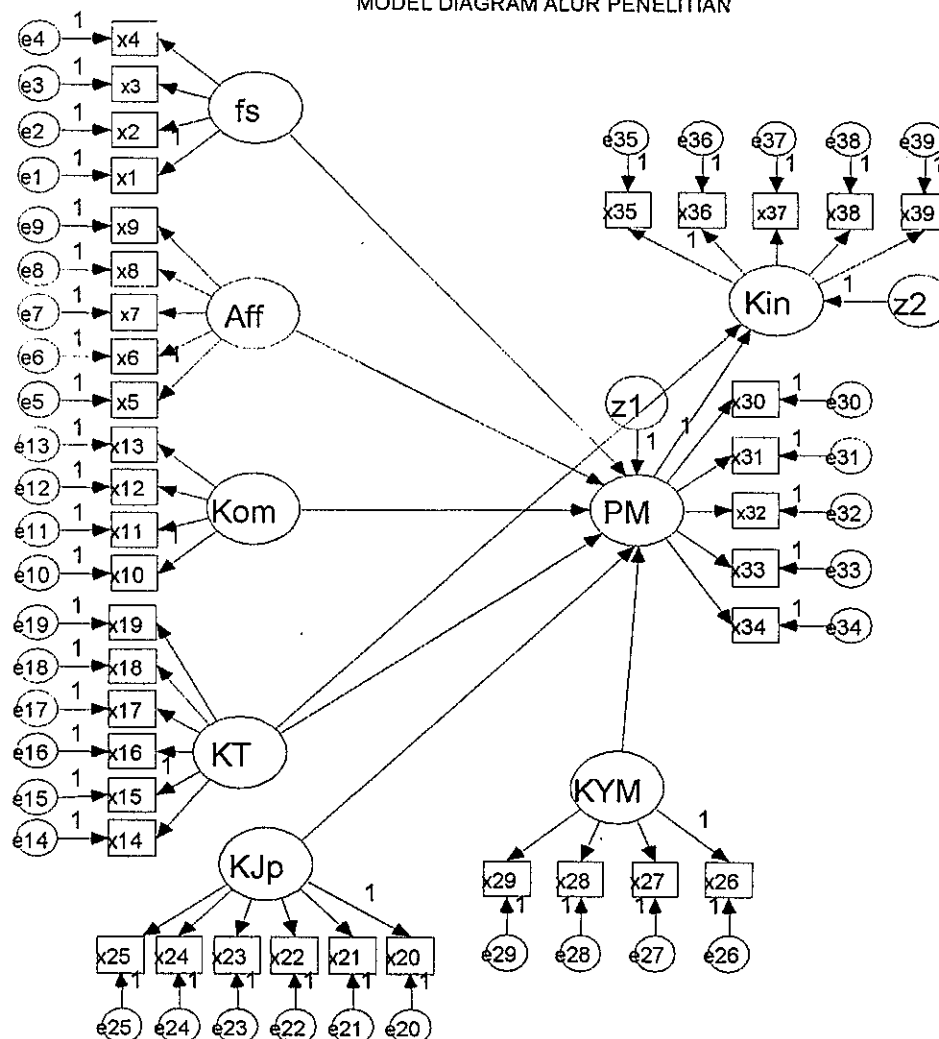 MODEL DIAGRAM ALUR PENELITIAN
e4 1 x4
e3 1 x3
fs
e2 1 x2 1
e1 1 x1
e9 1 x9
e8 1 x8
Aff
e7 1 x7
e6 1 x6 1
e5 1 x5
e13 1 x13
e12 1 x12
Kom
e11 1 x11 1
e10 1 x10
e19 1 x19
e18 1 x18
e17 1 x17
KT
e16 1 x16 1
e15 1 x15
e14 1 x14
KJp
1
x25 x24 x23 x22 x21 x20
1 1 1 1 1 1
e25 e24 e23 e22 e21 e20
e35 e36 e37 e38 e39
1 1 1 1 1
x35 x36 x37 x38 x39
1
Kin 1 z2
z1
1 1
x30 1 e30
x31 1 e31
PM
x32 1 e32
x33 1 e33
x34 1 e34
KYM
1
x29 x28 x27 x26
1 1 1 1
e29 e28 e27 e26